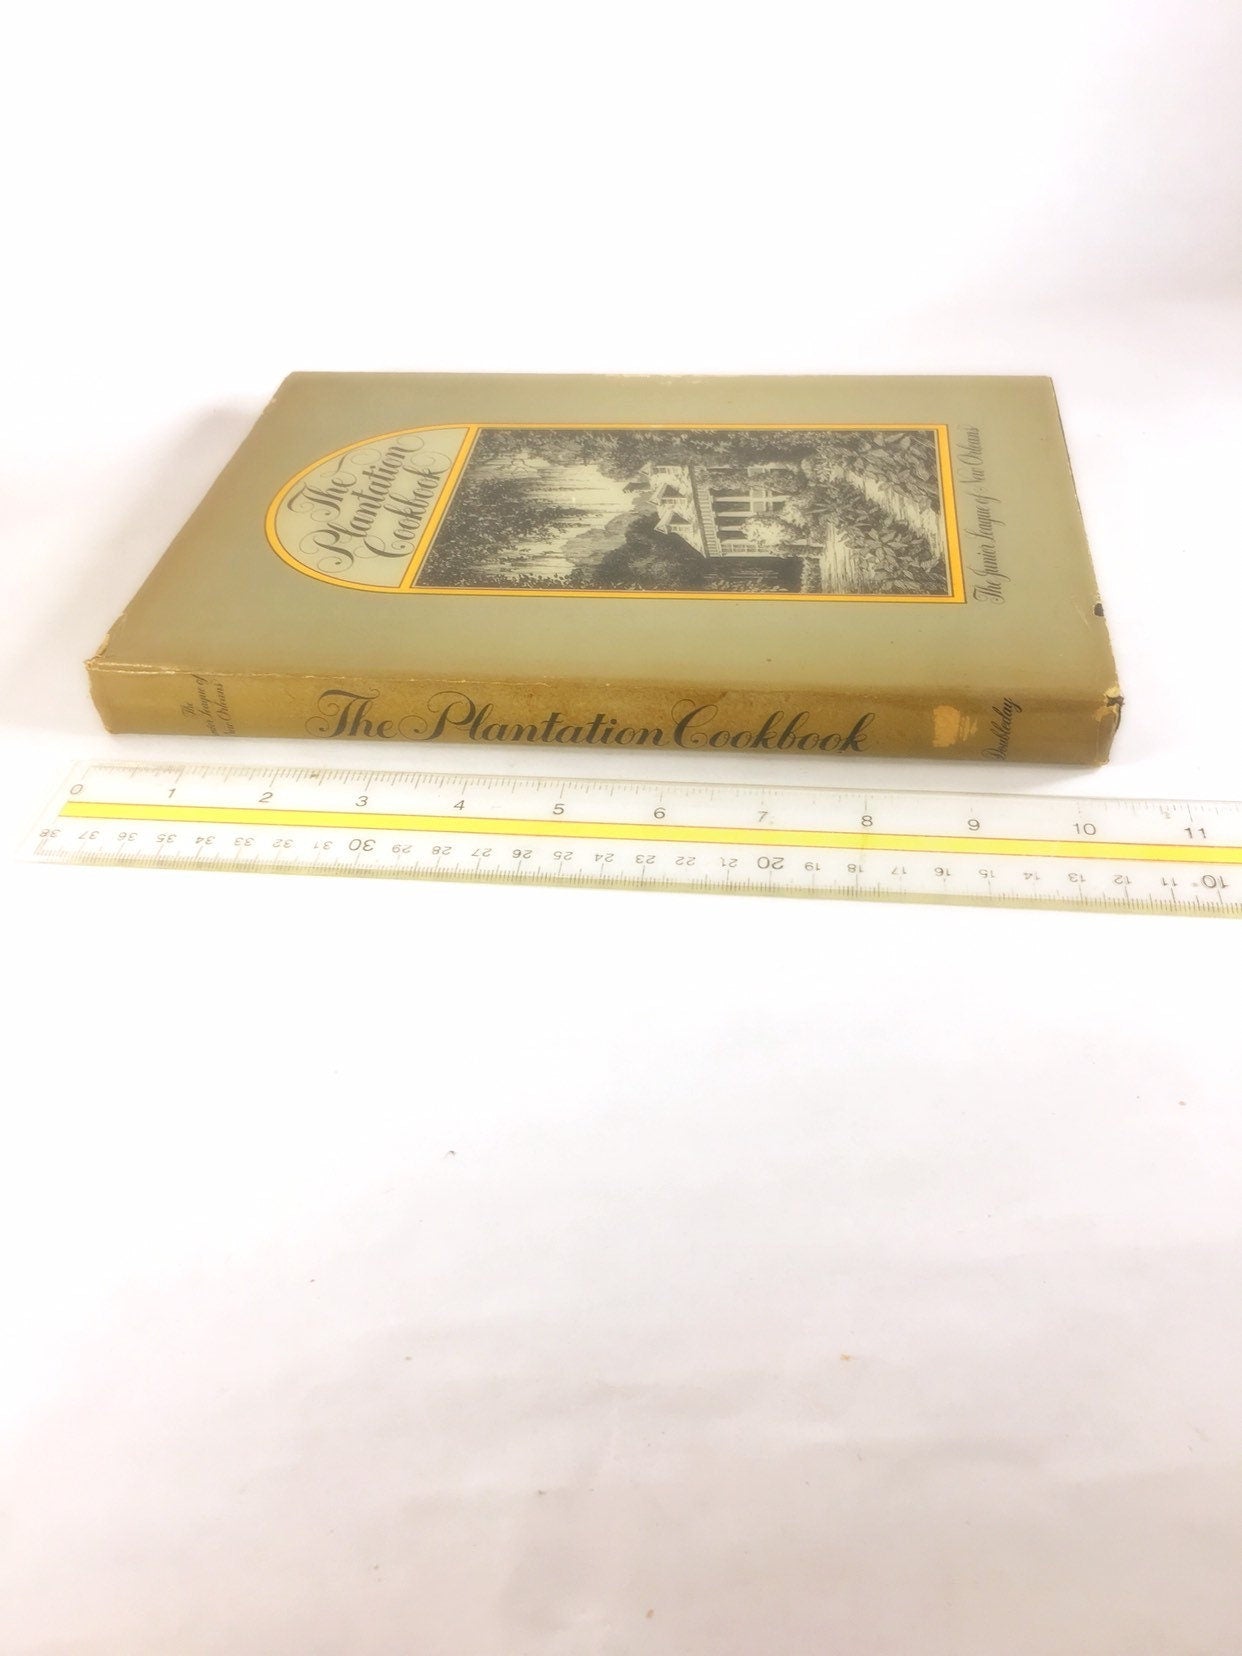 The
Plantation
Cookbook
The Junior League of New Orleans
The
Junior League of
New Orleans
The Plantation Cookbook
Doubleday
0 1 2 3 4 5 6 7 8 9 10 11
38 37 36 35 34 33 32 31 30 29 28 27 26 25 24 23 22 21 20 19 18 17 16 15 14 13 12 11 10